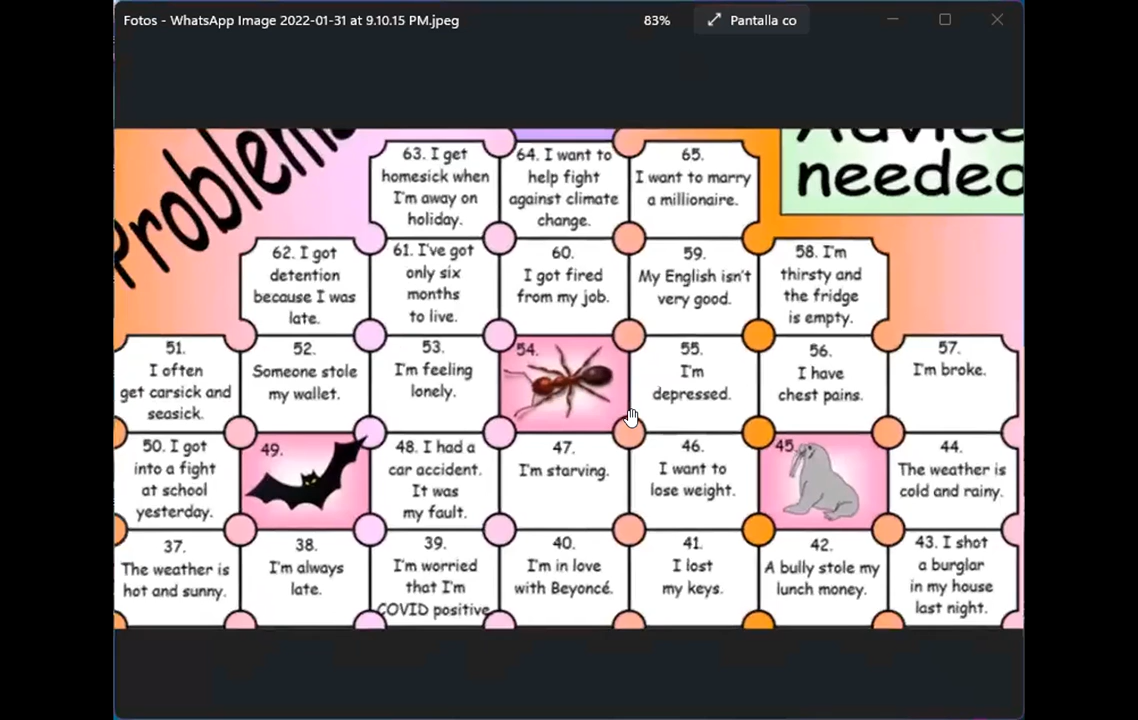 Fotos - WhatsApp Image 2022-01-31 at 9.10.15 PM.jpeg
83%
Pantalla co
Problems
Advice
needed
63. I get
homesick when
I'm away on
holiday.
64. I want to
help fight
against climate
change.
65.
I want to marry
a millionaire.
62. I got
detention
because I was
late.
61. I've got
only six
months
to live.
60.
I got fired
from my job.
59.
My English isn't
very good.
58. I'm
thirsty and
the fridge
is empty.
51.
I often
get carsick and
seasick.
52.
Someone stole
my wallet.
53.
I'm feeling
lonely.
54.
55.
I'm
depressed.
56.
I have
chest pains.
57.
I'm broke.
50. I got
into a fight
at school
yesterday.
49.
48. I had a
car accident.
It was
my fault.
47.
I'm starving.
46.
I want to
lose weight.
45.
44.
The weather is
cold and rainy.
37.
The weather is
hot and sunny.
38.
I'm always
late.
39.
I'm worried
that I'm
COVID positive
40.
I'm in love
with Beyoncé.
41.
I lost
my keys.
42.
A bully stole my
lunch money.
43. I shot
a burglar
in my house
last night.